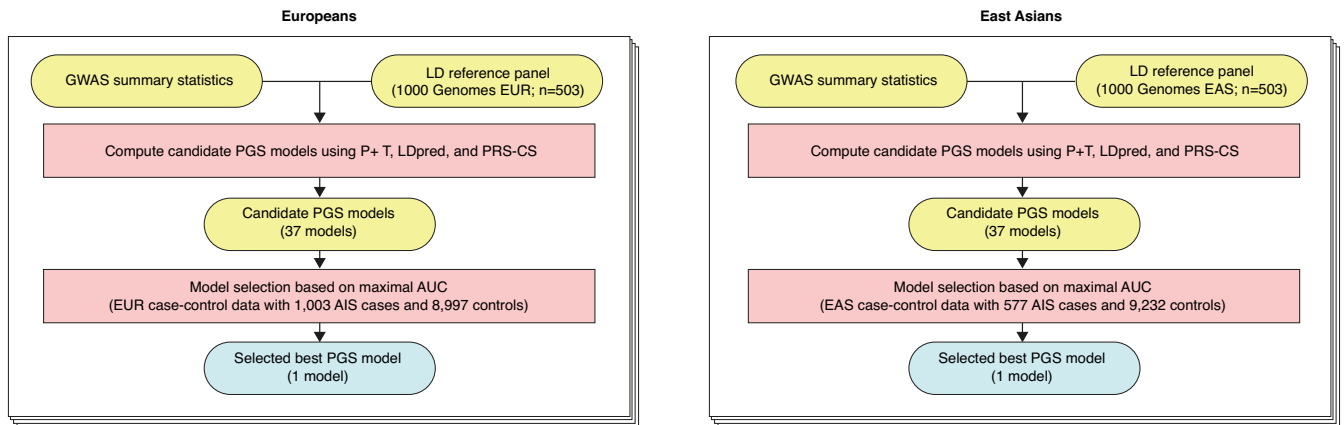 Europeans
GWAS summary statistics
LD reference panel
(1000 Genomes EUR; n=503)
Compute candidate PGS models using P+ T, LDpred, and PRS-CS
Candidate PGS models
(37 models)
Model selection based on maximal AUC
(EUR case-control data with 1,003 AIS cases and 8,997 controls)
Selected best PGS model
(1 model)
East Asians
GWAS summary statistics
LD reference panel
(1000 Genomes EAS; n=503)
Compute candidate PGS models using P+T, LDpred, and PRS-CS
Candidate PGS models
(37 models)
Model selection based on maximal AUC
(EAS case-control data with 577 AIS cases and 9,232 controls)
Selected best PGS model
(1 model)